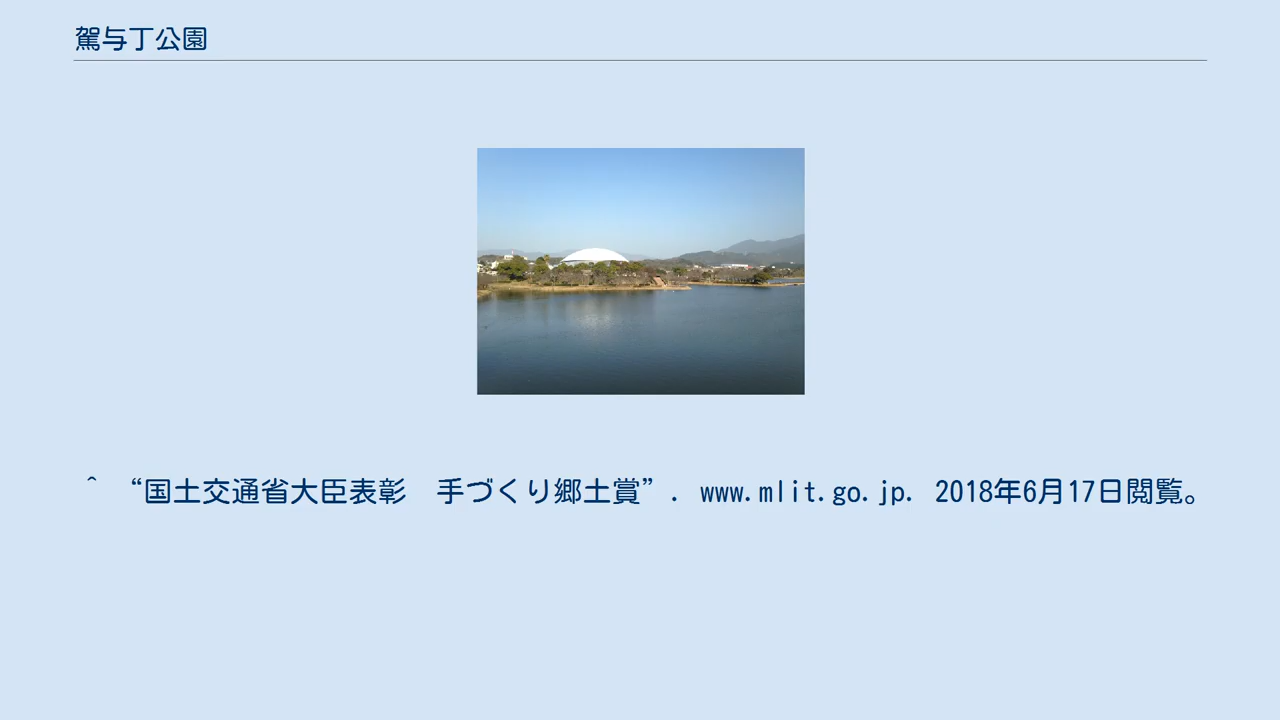 駕与丁公園
^ “国土交通省大臣表彰　手づくり郷土賞”. www.mlit.go.jp. 2018年6月17日閲覧。